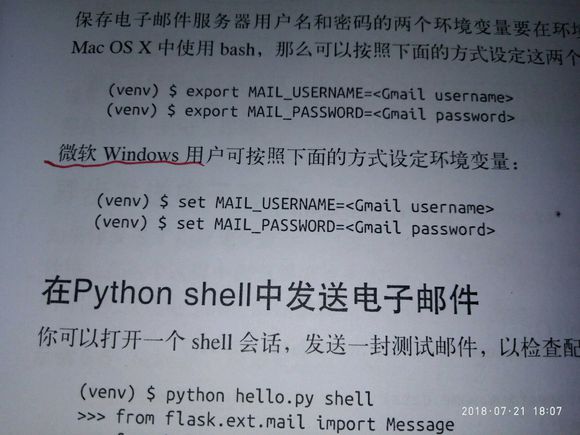 保存电子邮件服务器用户名和密码的两个环境变量要在环
Mac OS X 中使用 bash，那么可以按照下面的方式设定这两个
(venv) $ export MAIL_USERNAME=<Gmail username>
(venv) $ export MAIL_PASSWORD=<Gmail password>
微软 Windows 用户可按照下面的方式设定环境变量：
(venv) $ set MAIL_USERNAME=<Gmail username>
(venv) $ set MAIL_PASSWORD=<Gmail password>
在Python shell中发送电子邮件
你可以打开一个 shell 会话，发送一封测试邮件，以检查配
(venv) $ python hello.py shell
>>> from flask.ext.mail import Message
2018-07-21 18:07